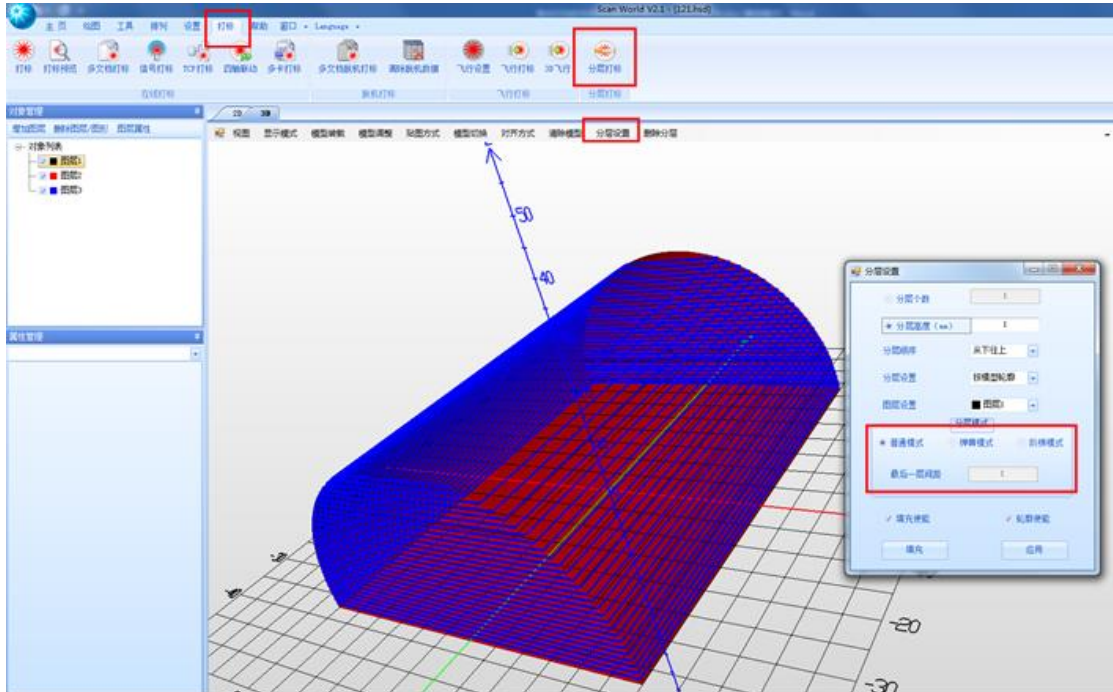 Scan World V2.1 - [121.hsd]
主页 绘图 工具 排列 设置 打标 帮助 窗口 Language
打标 打标预览 多文档打标 信号打标 TCP打标 四轴联动 多卡打标 多文档脱机打标 清除脱机数据 飞行设置 飞行打标 3D飞行 分层打标
在线打标 脱机打标 飞行打标 分层打标
对象管理
2D 3D
增加图层 删除图层/图形 图层属性
视图 显示模式 模型装载 模型调整 贴图方式 模型切换 对齐方式 清除模型 分层设置 删除分层
对象列表
图层1
图层2
图层3
50
40
分层设置
分层个数 1
分层高度 (mm) 1
分层顺序 从下往上
分层设置 按模型轮廓
图层设置 图层1
分层模式
普通模式 弹簧模式 阶梯模式
最后一层间距 1
填充使能 轮廓使能
填充 应用
属性管理
-20
-30